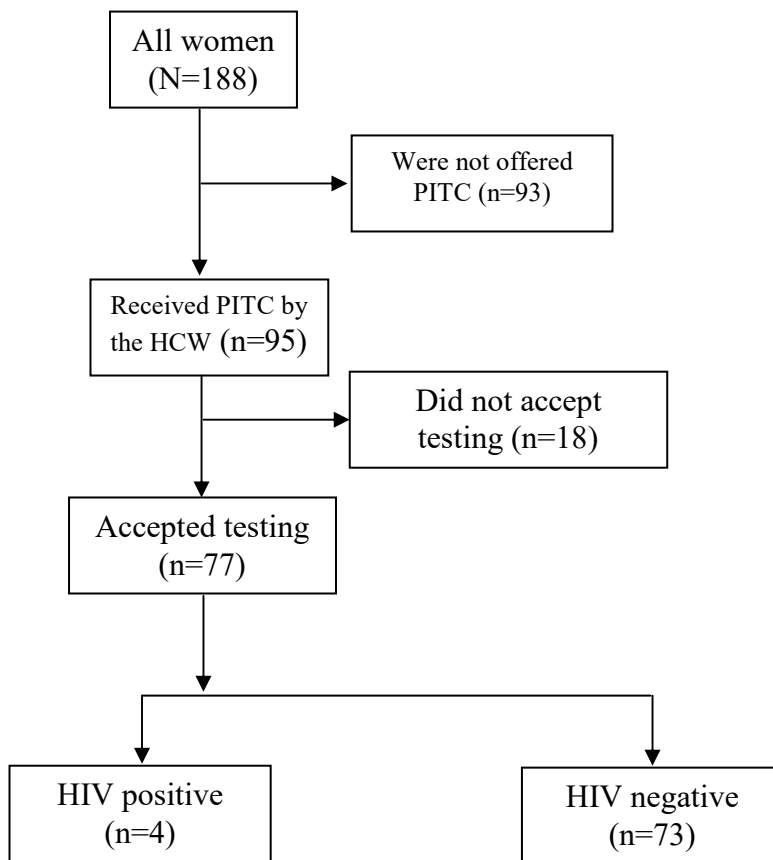 All women
(N=188)
Were not offered
PITC (n=93)
Received PITC by
the HCW (n=95)
Did not accept
testing (n=18)
Accepted testing
(n=77)
HIV positive
(n=4)
HIV negative
(n=73)